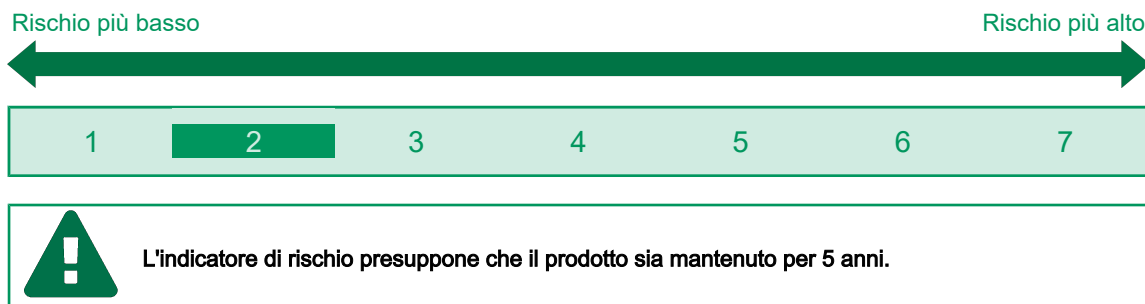 Rischio più basso Rischio più alto
1 2 3 4 5 6 7
L'indicatore di rischio presuppone che il prodotto sia mantenuto per 5 anni.